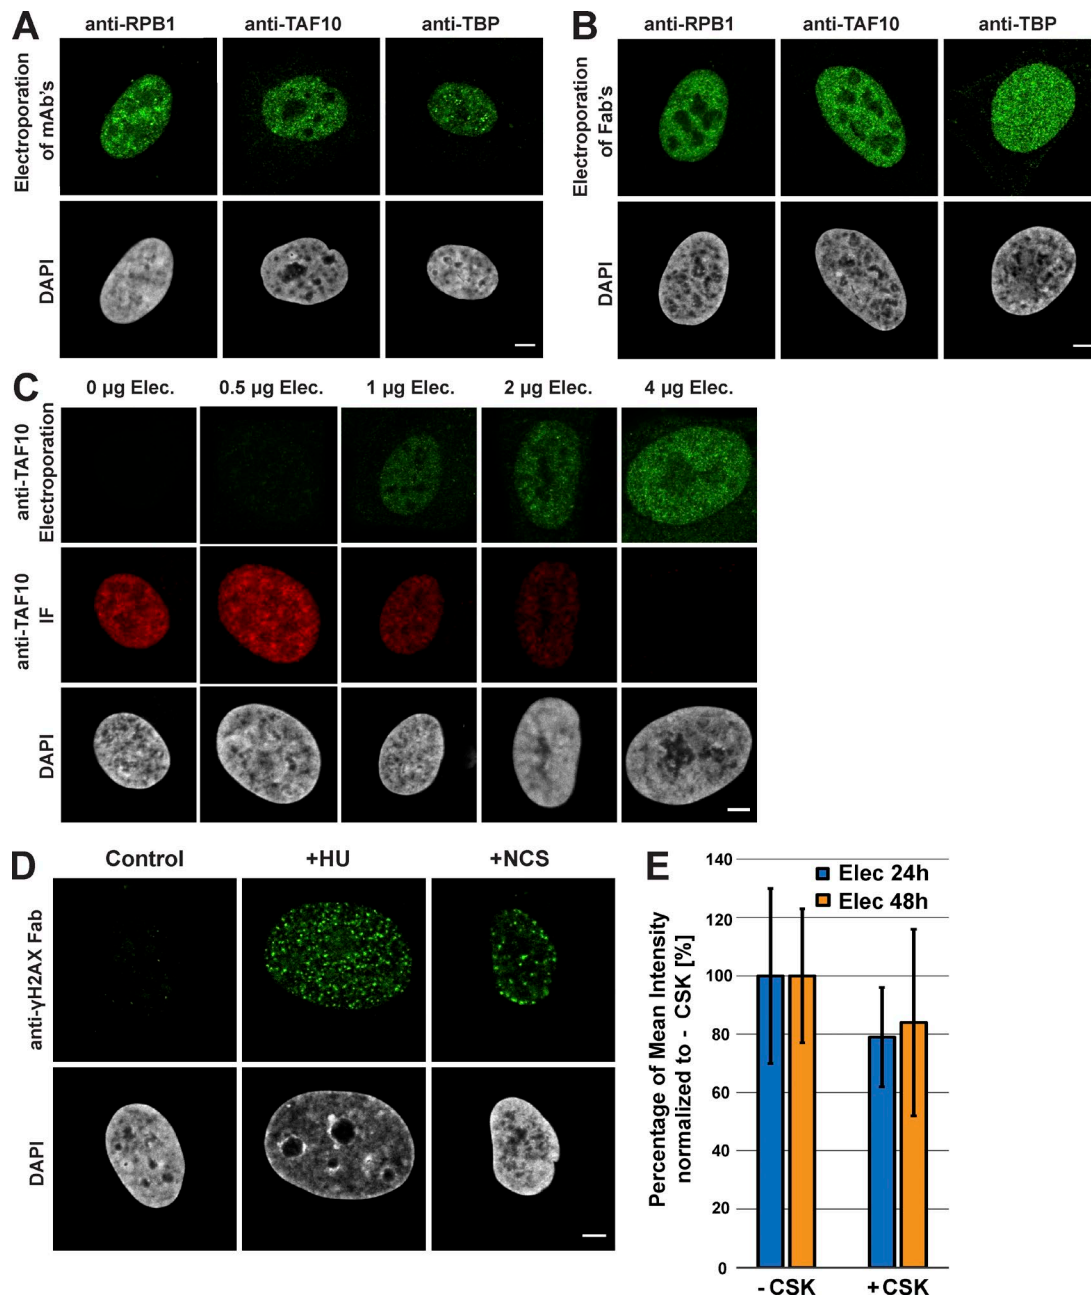 A
anti-RPB1 anti-TAF10 anti-TBP
Electroporation
of mAb's
DAPI
B
anti-RPB1 anti-TAF10 anti-TBP
Electroporation
of Fab's
DAPI
C
0 µg Elec. 0.5 µg Elec. 1 µg Elec. 2 µg Elec. 4 µg Elec.
anti-TAF10
Electroporation
anti-TAF10
IF
DAPI
D
Control +HU +NCS
anti-γH2AX Fab
DAPI
E
Percentage of Mean Intensity
normalized to - CSK [%]
140
120
100
80
60
40
20
0
Elec 24h
Elec 48h
- CSK + CSK